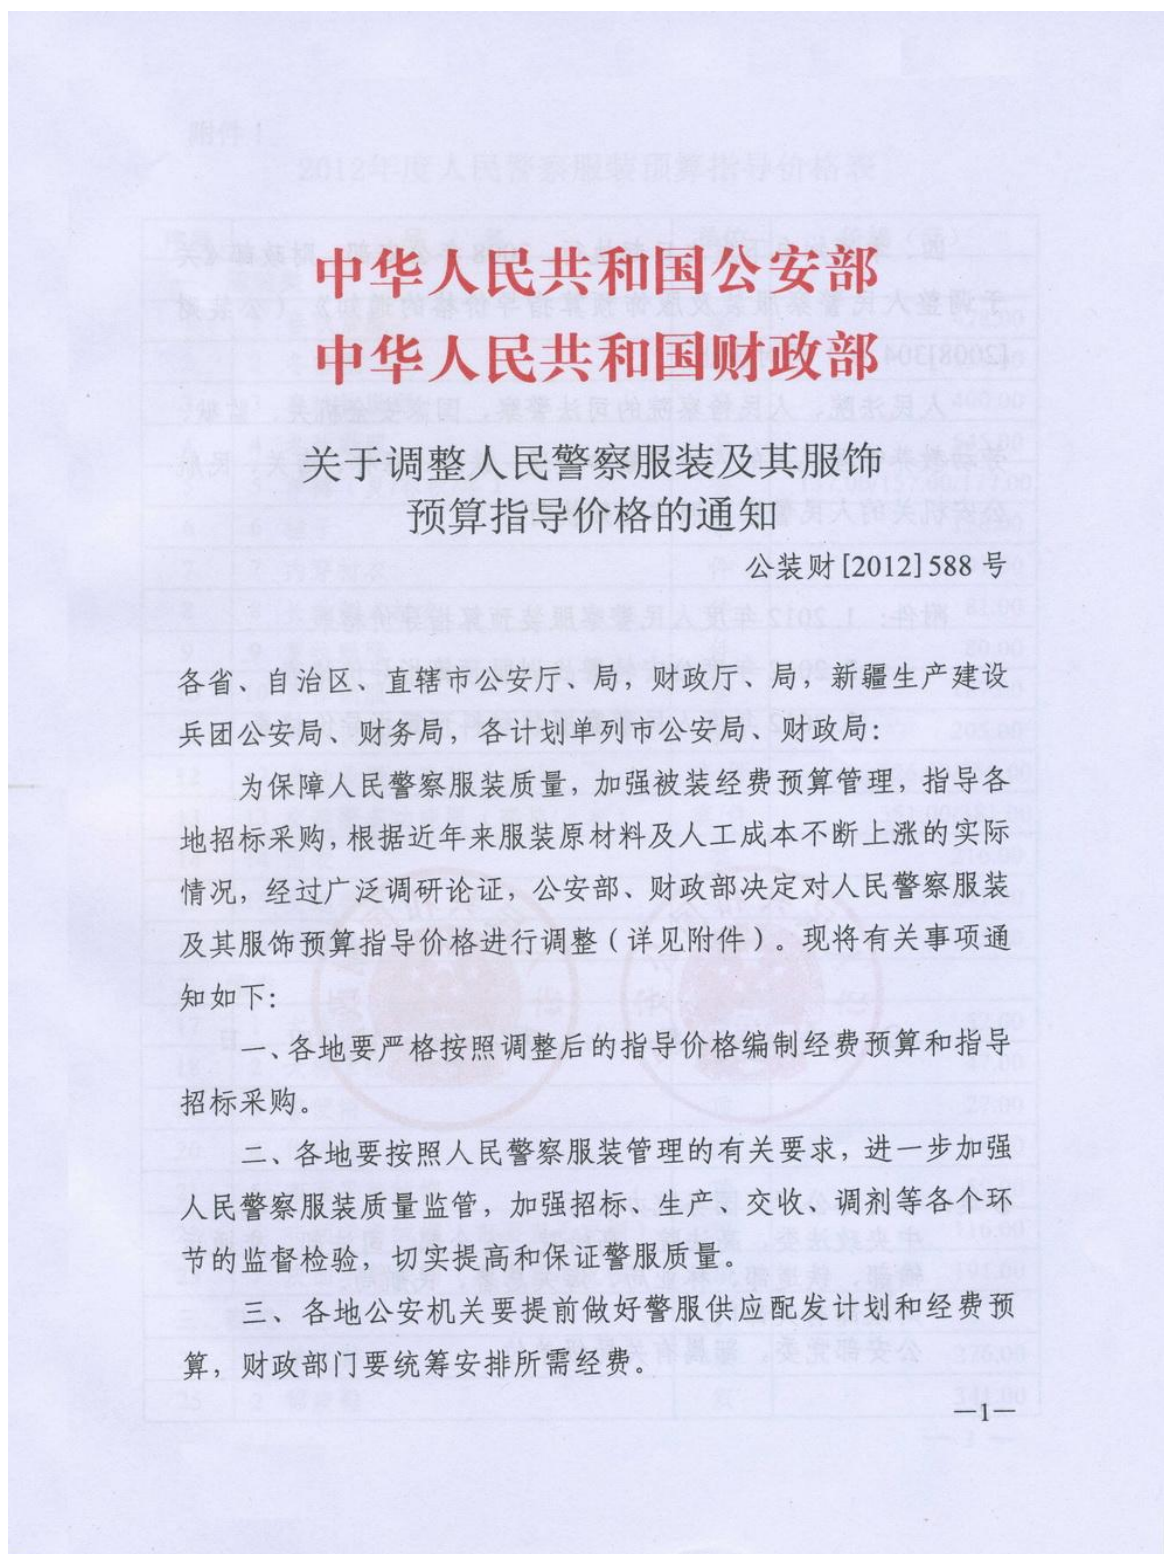 中华人民共和国公安部
中华人民共和国财政部
关于调整人民警察服装及其服饰
预算指导价格的通知
公装财[2012]588号
各省、自治区、直辖市公安厅、局，财政厅、局，新疆生产建设
兵团公安局、财务局，各计划单列市公安局、财政局：
为保障人民警察服装质量，加强被装经费预算管理，指导各
地招标采购，根据近年来服装原材料及人工成本不断上涨的实际
情况，经过广泛调研论证，公安部、财政部决定对人民警察服装
及其服饰预算指导价格进行调整（详见附件）。现将有关事项通
知如下：
一、各地要严格按照调整后的指导价格编制经费预算和指导
招标采购。
二、各地要按照人民警察服装管理的有关要求，进一步加强
人民警察服装质量监管，加强招标、生产、交收、调剂等各个环
节的监督检验，切实提高和保证警服质量。
三、各地公安机关要提前做好警服供应配发计划和经费预
算，财政部门要统筹安排所需经费。
—1—